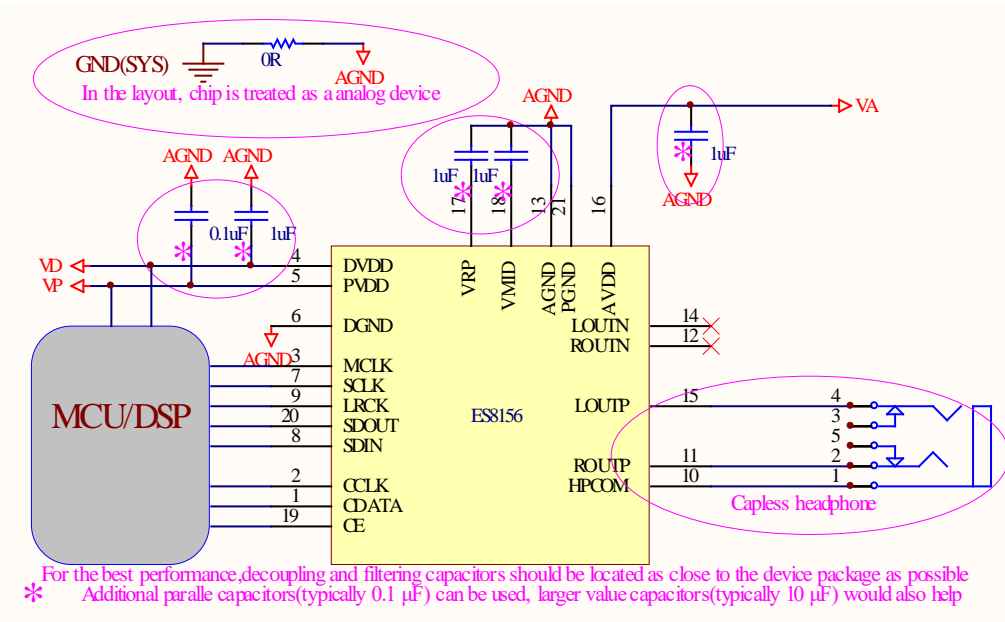 GND(SYS)
0R
AGND
In the layout, chip is treated as a analog device
AGND
VA
1uF
AGND
1uF
1uF
17
18
13
21
16
AGND
AGND
0.1uF
1uF
VD
VP
4
5
DVDD
PVDD
VRP
VMID
AGND
PGND
AVDD
6
DGND
AGND
LOUTN
14
ROUTN
12
3
MCLK
7
SCLK
9
LRCK
20
SDOUT
8
SDIN
MCU/DSP
ES8156
LOUTP
15
4
3
5
ROUTP
11
2
HPCOM
10
1
2
CCLK
1
CDATA
19
CE
Capless headphone
For the best performance,decoupling and filtering capacitors should be located as close to the device package as possible
* Additional paralle capacitors(typically 0.1 μF) can be used, larger value capacitors(typically 10 μF) would also help